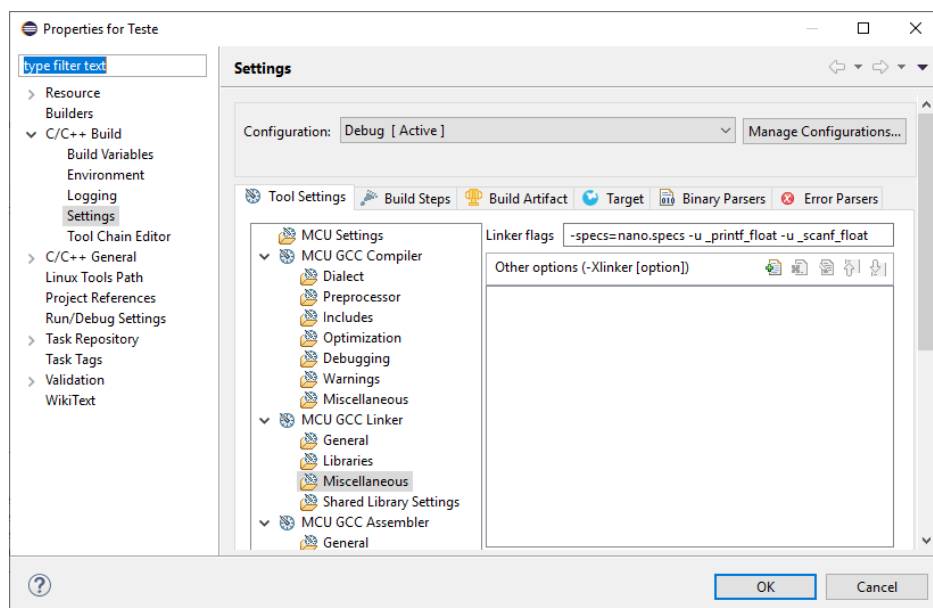 Properties for Teste
type filter text
Resource
Builders
C/C++ Build
Build Variables
Environment
Logging
Settings
Tool Chain Editor
C/C++ General
Linux Tools Path
Project References
Run/Debug Settings
Task Repository
Task Tags
Validation
WikiText
Settings
Configuration: Debug [ Active ] Manage Configurations...
Tool Settings Build Steps Build Artifact Target Binary Parsers Error Parsers
MCU Settings
MCU GCC Compiler
Dialect
Preprocessor
Includes
Optimization
Debugging
Warnings
Miscellaneous
MCU GCC Linker
General
Libraries
Miscellaneous
Shared Library Settings
MCU GCC Assembler
General
Linker flags -specs=nano.specs -u _printf_float -u _scanf_float
Other options (-Xlinker [option])
? OK Cancel